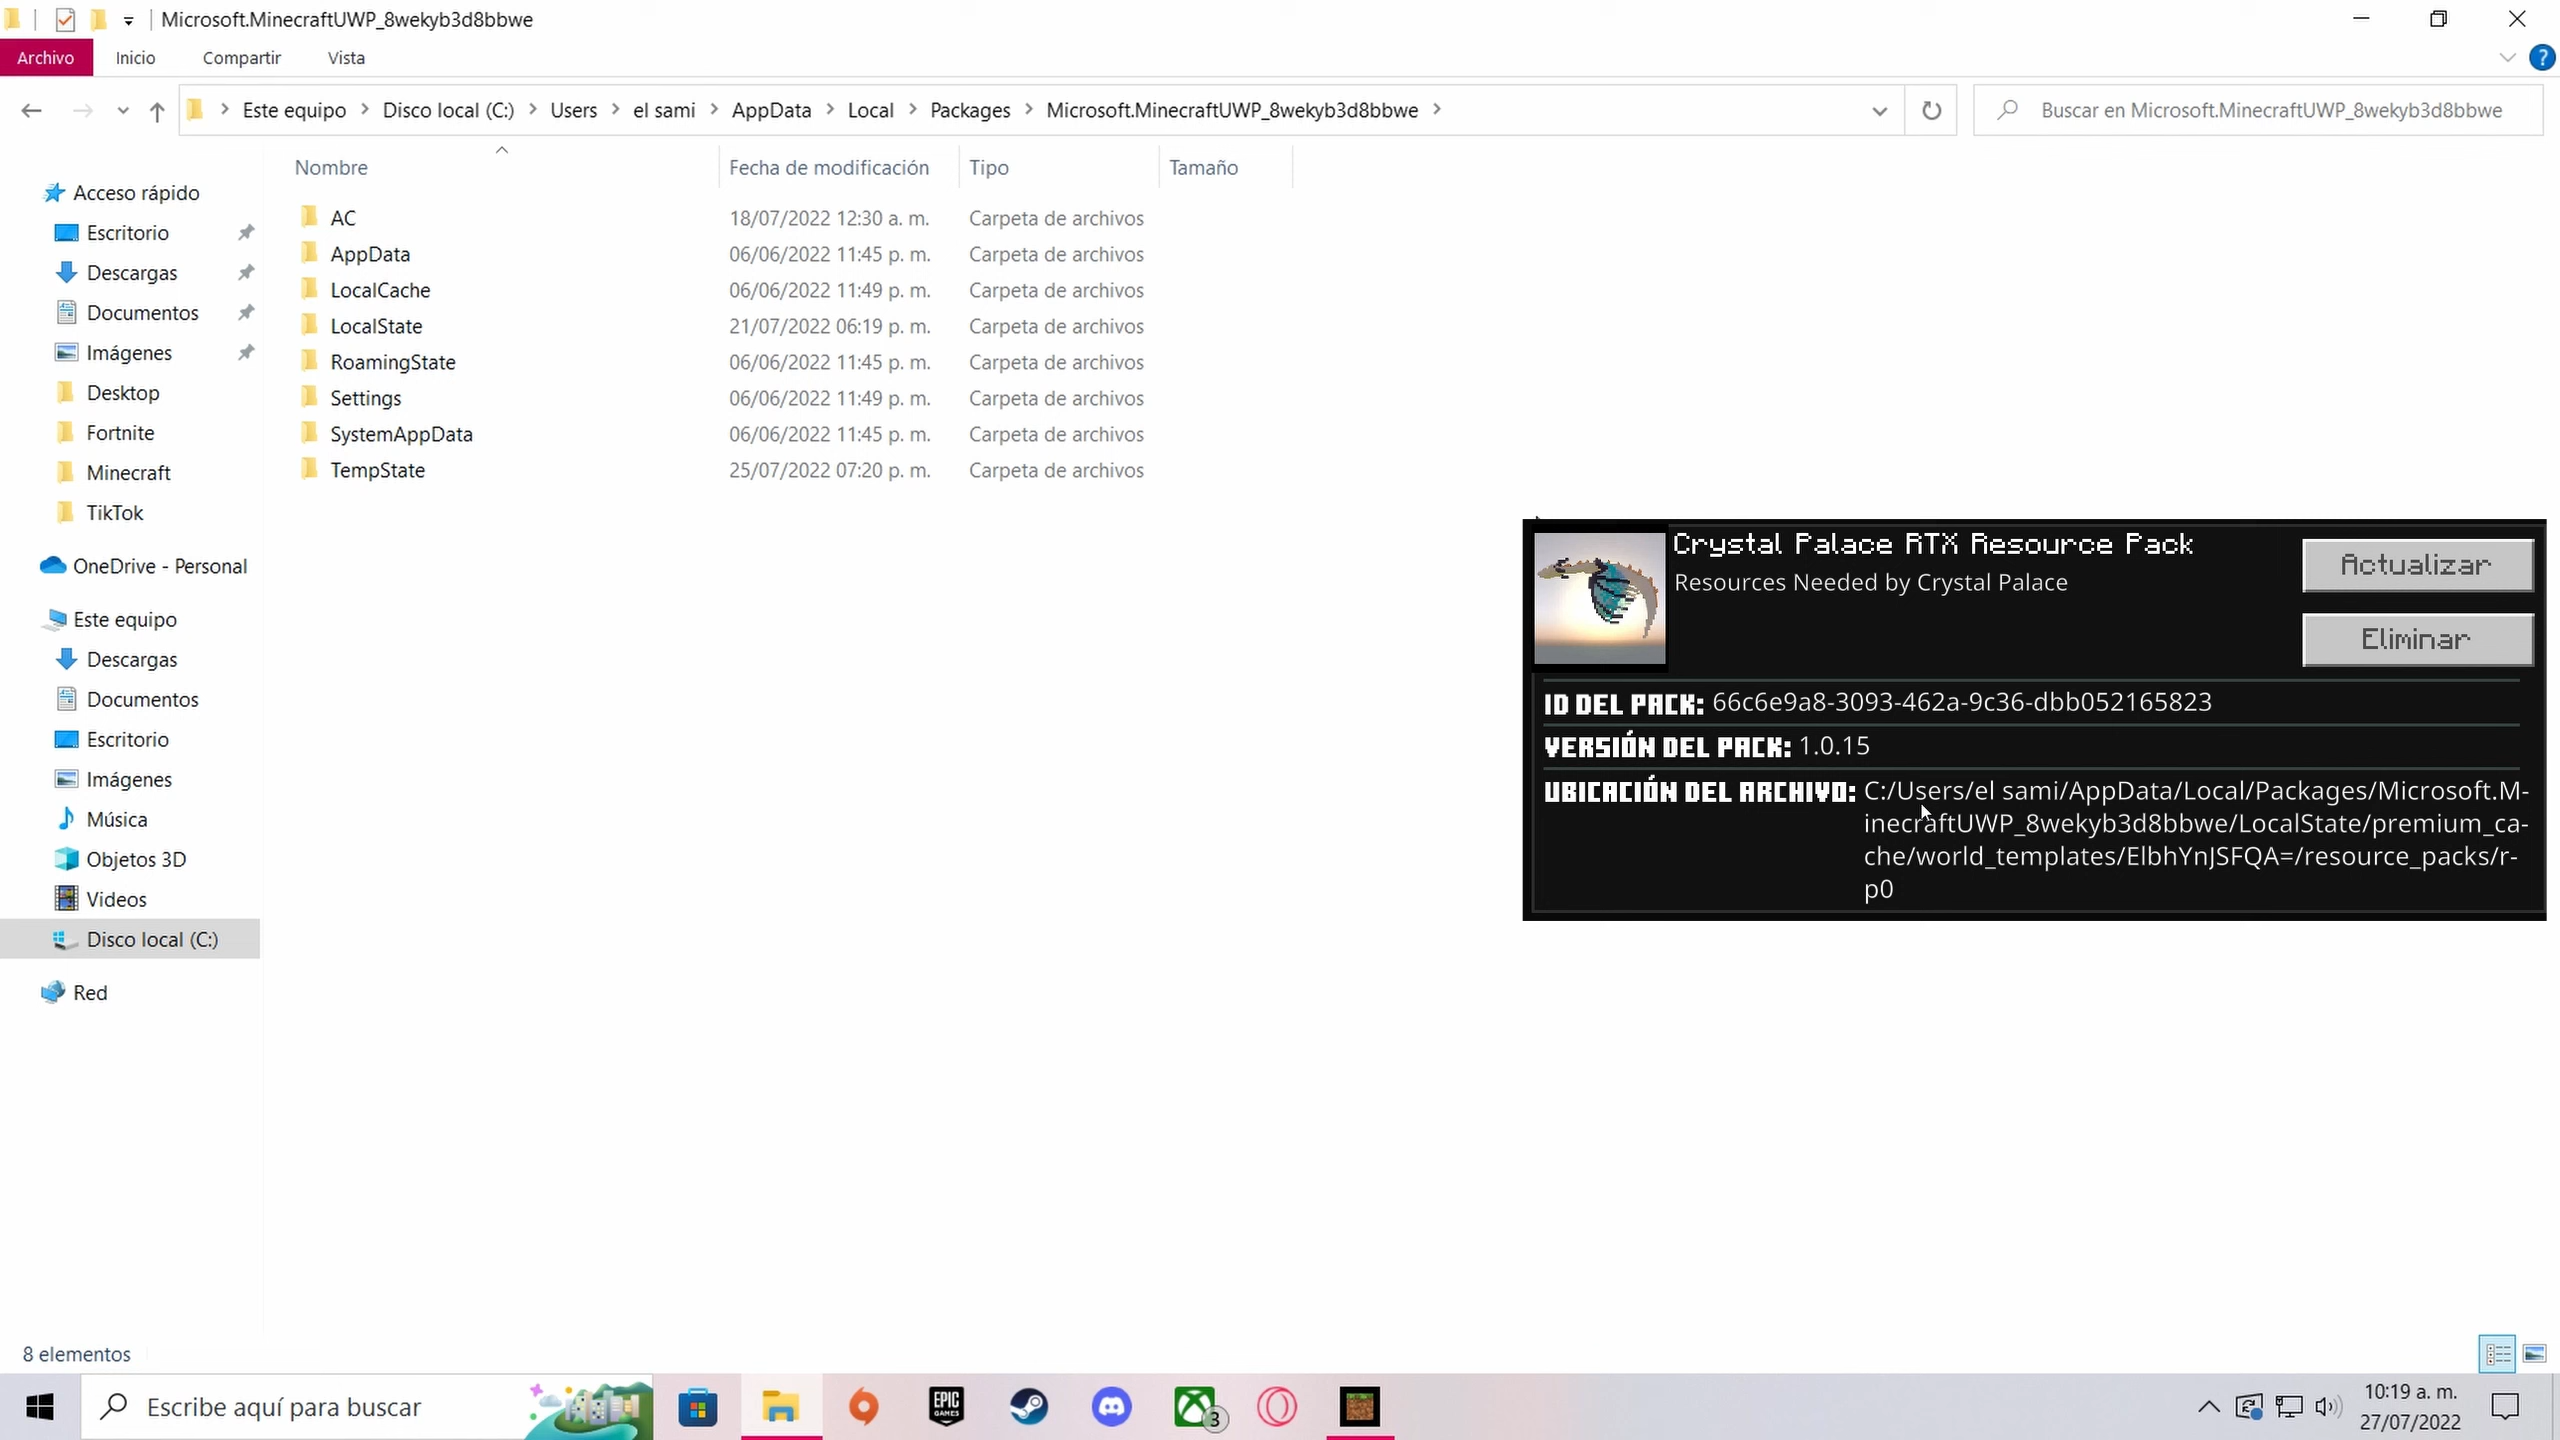 Microsoft.MinecraftUWP_8wekyb3d8bbwe
Archivo Inicio Compartir Vista
Este equipo Disco local (C:) Users el sami AppData Local Packages Microsoft.MinecraftUWP_8wekyb3d8bbwe
Buscar en Microsoft.MinecraftUWP_8wekyb3d8bbwe
Nombre Fecha de modificación Tipo Tamaño
AC 18/07/2022 12:30 a. m. Carpeta de archivos
AppData 06/06/2022 11:45 p. m. Carpeta de archivos
LocalCache 06/06/2022 11:49 p. m. Carpeta de archivos
LocalState 21/07/2022 06:19 p. m. Carpeta de archivos
RoamingState 06/06/2022 11:45 p. m. Carpeta de archivos
Settings 06/06/2022 11:49 p. m. Carpeta de archivos
SystemAppData 06/06/2022 11:45 p. m. Carpeta de archivos
TempState 25/07/2022 07:20 p. m. Carpeta de archivos
Acceso rápido
Escritorio
Descargas
Documentos
Imágenes
Desktop
Fortnite
Minecraft
TikTok
OneDrive - Personal
Este equipo
Descargas
Documentos
Escritorio
Imágenes
Música
Objetos 3D
Videos
Disco local (C:)
Red
Crystal Palace RTX Resource Pack
Resources Needed by Crystal Palace
Actualizar
Eliminar
ID DEL PACK: 66c6e9a8-3093-462a-9c36-dbb052165823
VERSIÓN DEL PACK: 1.0.15
UBICACIÓN DEL ARCHIVO: C:/Users/el sami/AppData/Local/Packages/Microsoft.M-
inecraftUWP_8wekyb3d8bbwe/LocalState/premium_ca-
che/world_templates/ElbhYnJSFQA=/resource_packs/r-
p0
8 elementos
Escribe aquí para buscar
EPIC
GAMES
3
10:19 a. m.
27/07/2022